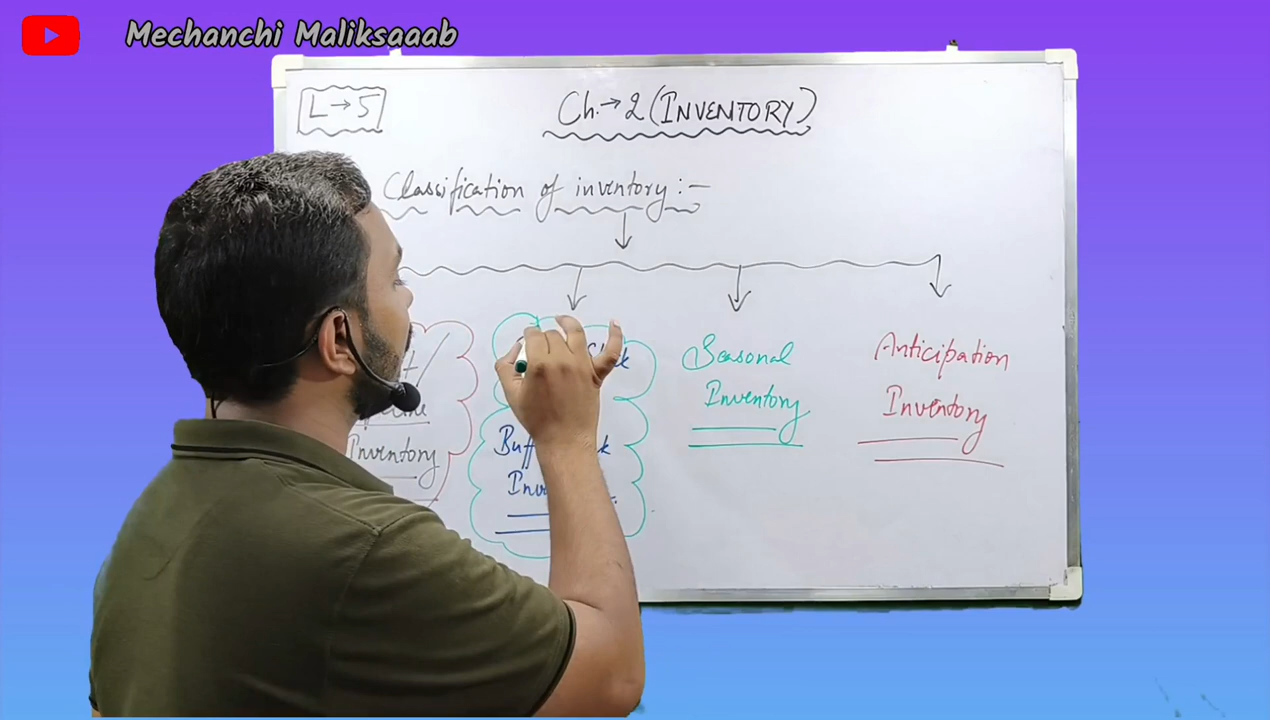 Mechanchi Maliksaaab
L→5
Ch.→2 (INVENTORY)
Classification of inventory:-
Inventory
Seasonal
Inventory
Anticipation
Inventory